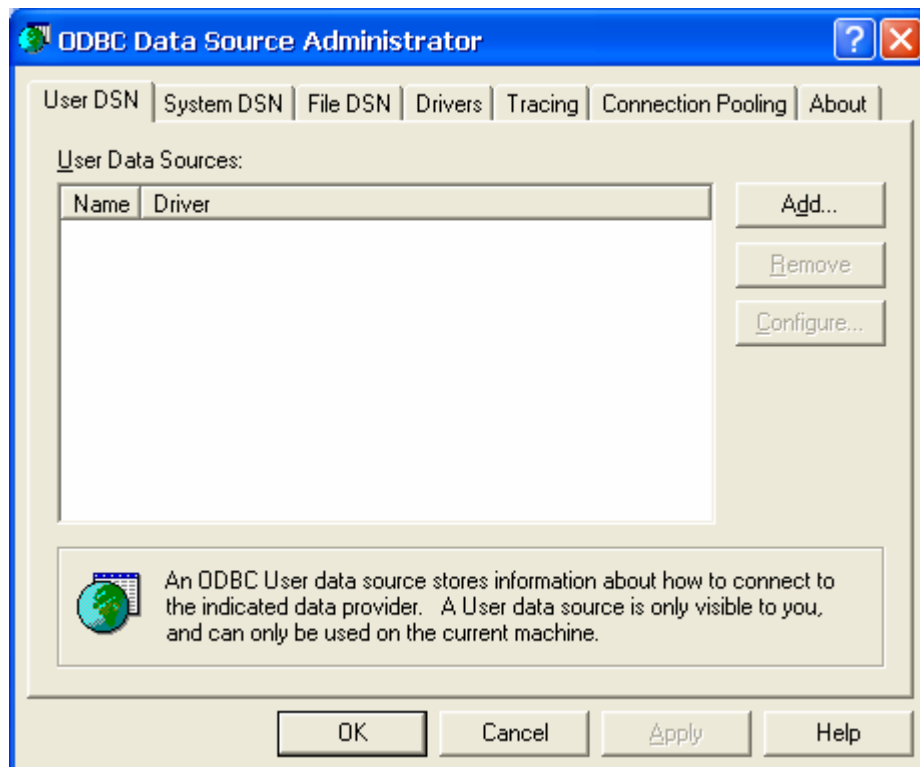 ODBC Data Source Administrator
User DSN System DSN File DSN Drivers Tracing Connection Pooling About
User Data Sources:
Name Driver
Add...
Remove
Configure...
An ODBC User data source stores information about how to connect to
the indicated data provider. A User data source is only visible to you,
and can only be used on the current machine.
OK Cancel Apply Help